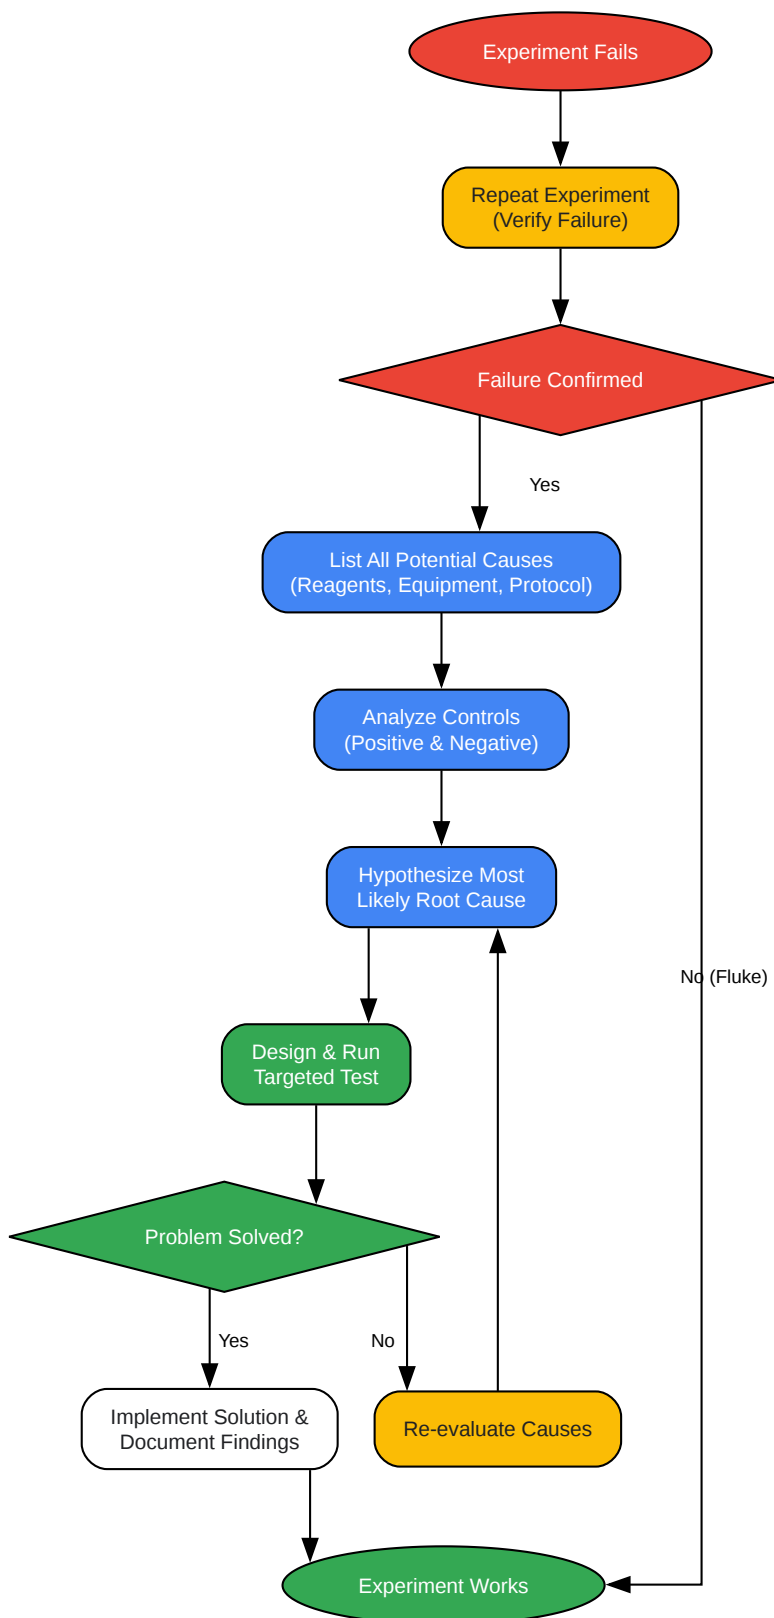 Experiment Fails
Repeat Experiment
(Verify Failure)
Failure Confirmed
Yes
List All Potential Causes
(Reagents, Equipment, Protocol)
Analyze Controls
(Positive & Negative)
Hypothesize Most
Likely Root Cause
No (Fluke)
Design & Run
Targeted Test
Problem Solved?
Yes
No
Implement Solution &
Document Findings
Re-evaluate Causes
Experiment Works